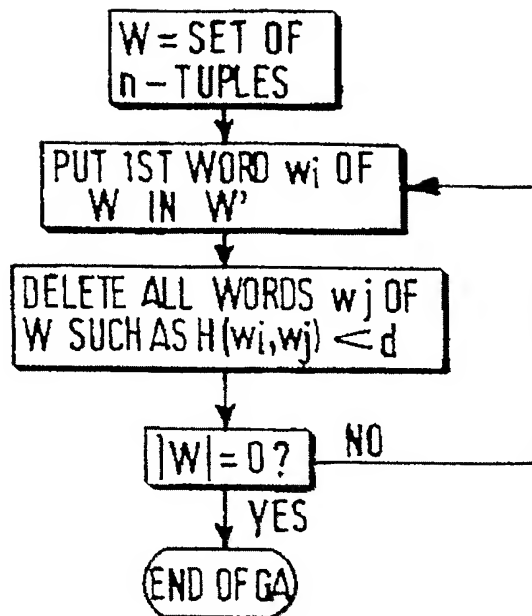 W = SET OF
n - TUPLES
PUT 1ST WORD wi OF
W IN W'
DELETE ALL WORDS wj OF
W SUCH AS H(wi,wj) < d
|W| = 0 ?
NO
YES
END OF GA